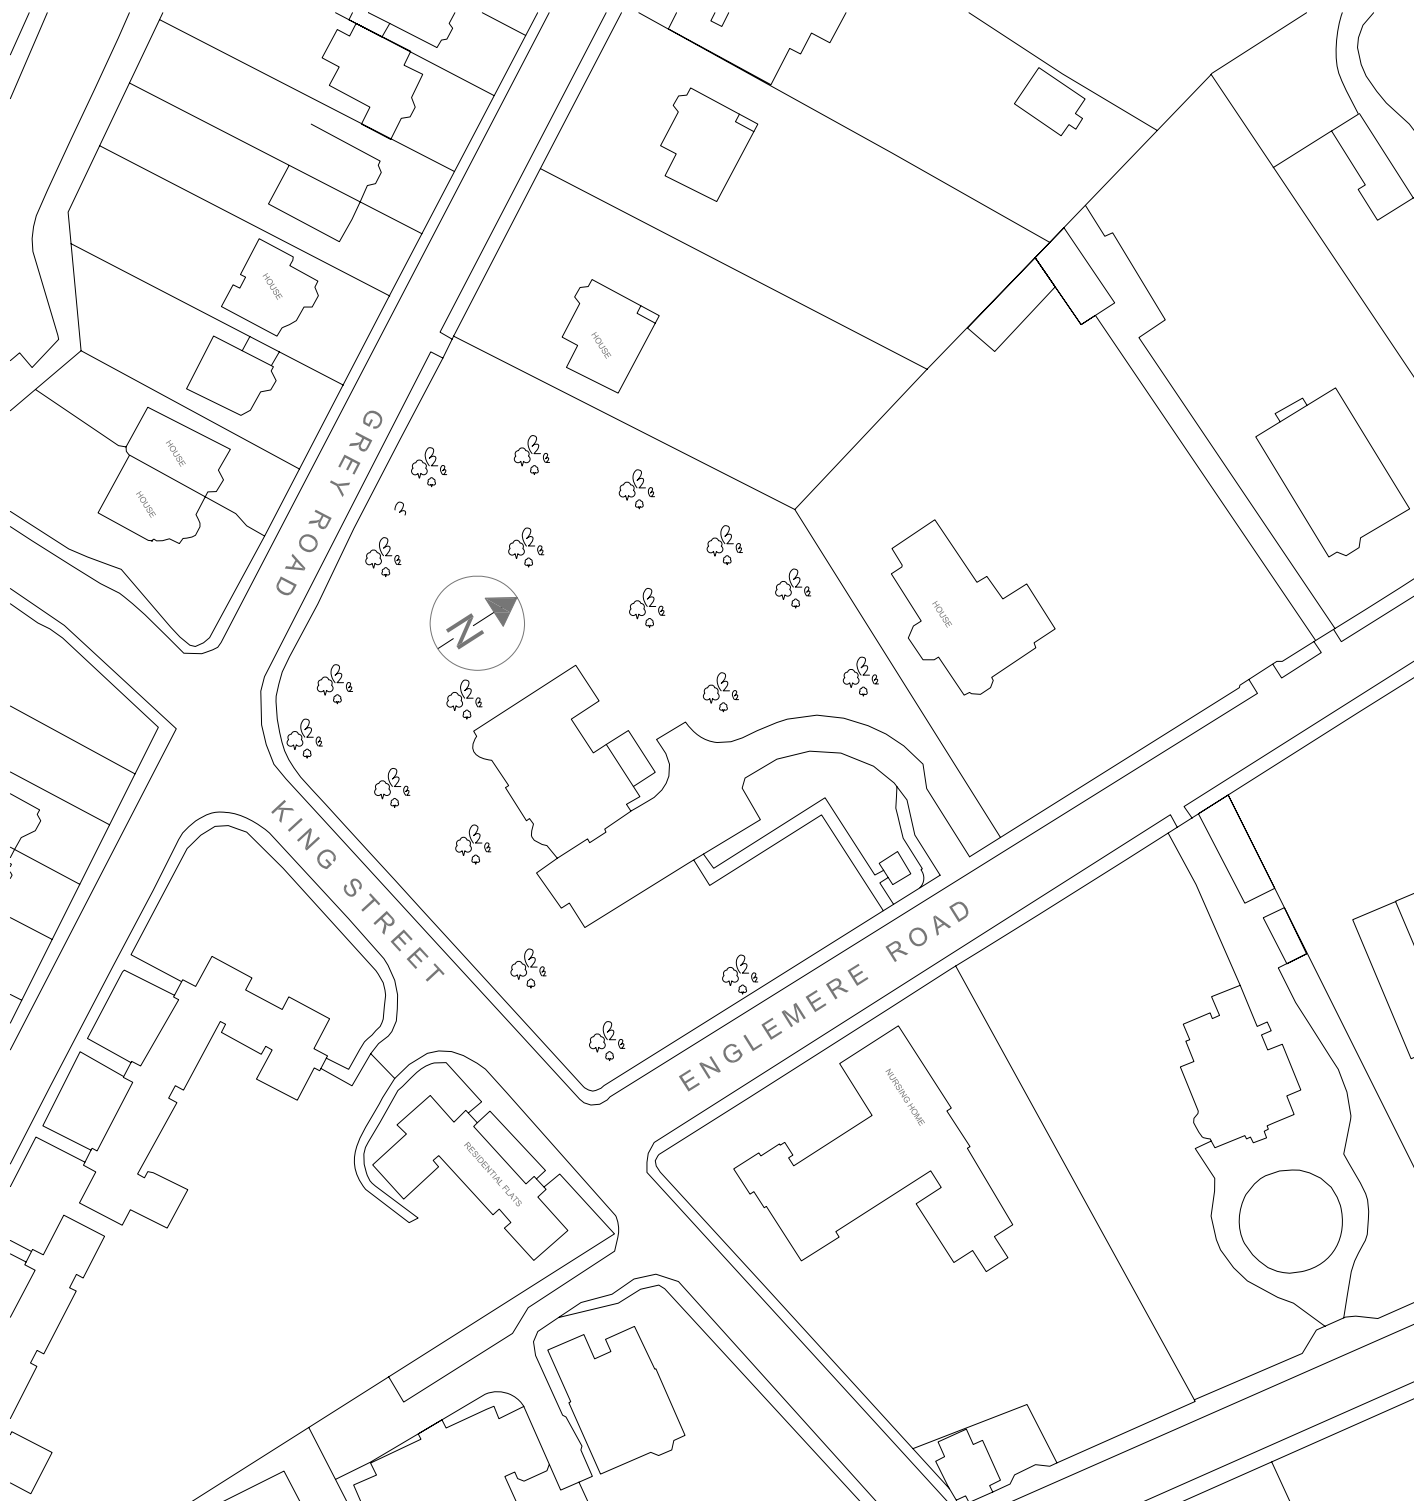 HOUSE
HOUSE
HOUSE
HOUSE
GREY ROAD
N
HOUSE
KING STREET
ENGLEMERE ROAD
NURSING HOME
RESIDENTIAL FLATS